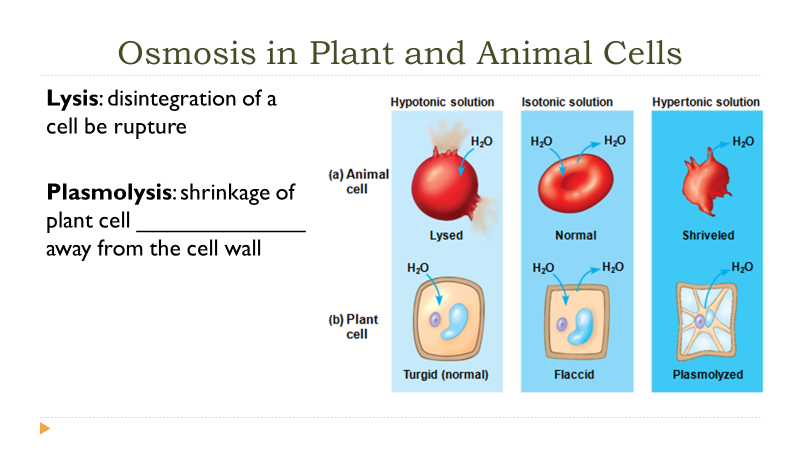 Osmosis in Plant and Animal Cells
Lysis: disintegration of a
cell be rupture
Plasmolysis: shrinkage of
plant cell _______________
away from the cell wall
Hypotonic solution
Isotonic solution
Hypertonic solution
(a) Animal
cell
H₂O
H₂O
H₂O
H₂O
Lysed
Normal
Shriveled
(b) Plant
cell
H₂O
H₂O
H₂O
H₂O
Turgid (normal)
Flaccid
Plasmolyzed